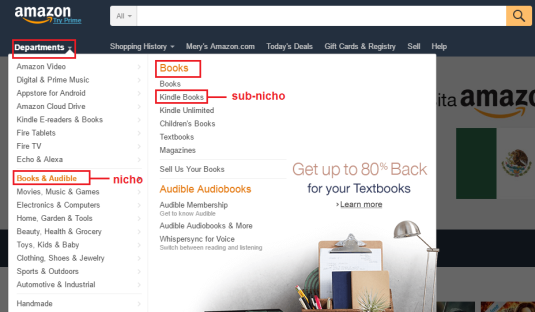 amazon
Try Prime
All
Departments
Shopping History
Mery's Amazon.com
Today's Deals
Gift Cards & Registry
Sell
Help
Amazon Video
Digital & Prime Music
Appstore for Android
Amazon Cloud Drive
Kindle E-readers & Books
Fire Tablets
Fire TV
Echo & Alexa
Books & Audible
nicho
Movies, Music & Games
Electronics & Computers
Home, Garden & Tools
Beauty, Health & Grocery
Toys, Kids & Baby
Clothing, Shoes & Jewelry
Sports & Outdoors
Automotive & Industrial
Handmade
Books
Books
Kindle Books
sub-nicho
Kindle Unlimited
Children's Books
Textbooks
Magazines
Sell Us Your Books
Audible Audiobooks
Audible Membership
Get to know Audible
Audible Audiobooks & More
Whispersync for Voice
Switch between reading and listening
Get up to 80% Back
for your Textbooks
Learn more
ita amazo